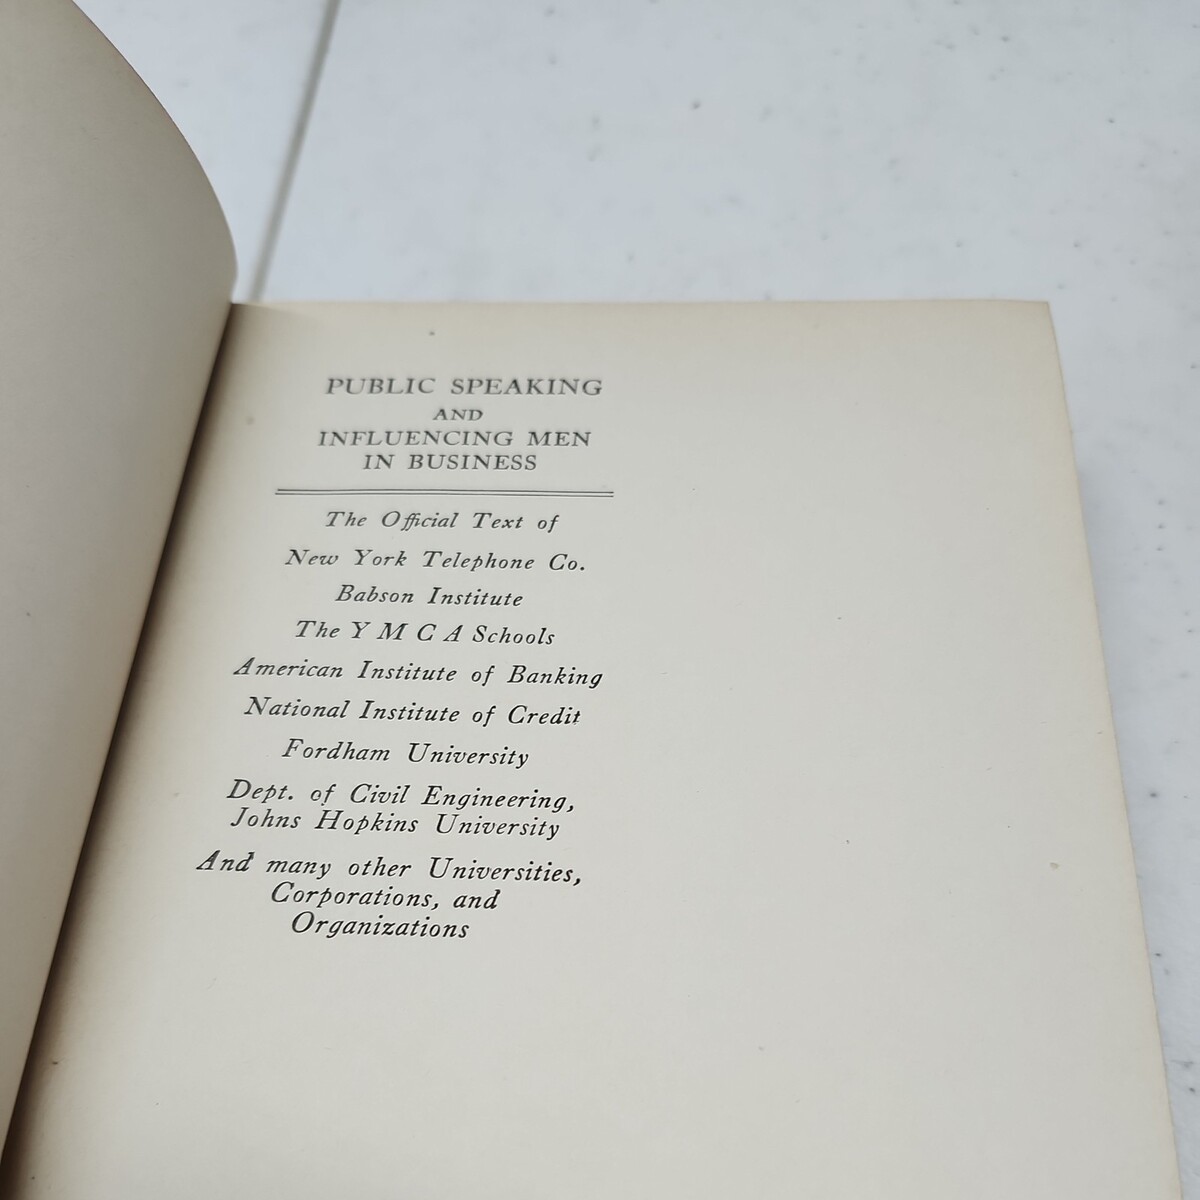 PUBLIC SPEAKING
AND
INFLUENCING MEN
IN BUSINESS
The Official Text of
New York Telephone Co.
Babson Institute
The Y M C A Schools
American Institute of Banking
National Institute of Credit
Fordham University
Dept. of Civil Engineering,
Johns Hopkins University
And many other Universities,
Corporations, and
Organizations